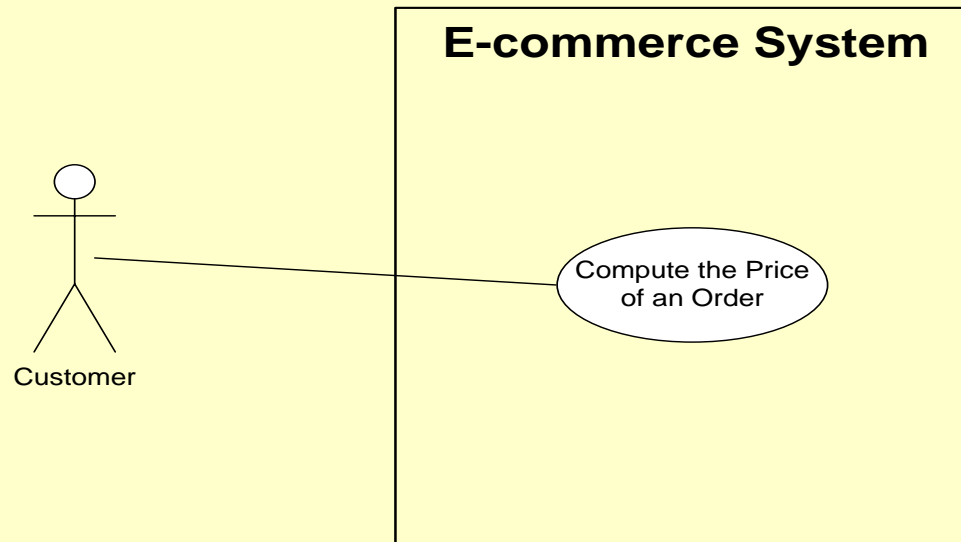 E-commerce System
Compute the Price
of an Order
Customer